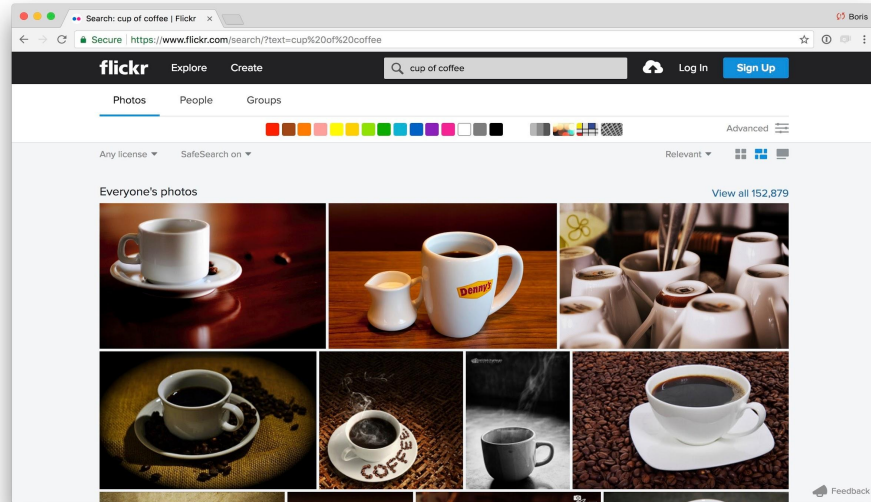 Search: cup of coffee | Flickr
Boris
Secure https://www.flickr.com/search/?text=cup%20of%20coffee
flickr Explore Create cup of coffee Log In Sign Up
Photos People Groups
Advanced
Any license SafeSearch on Relevant
Everyone's photos View all 152,879
Denny's
COFFEE
Feedback